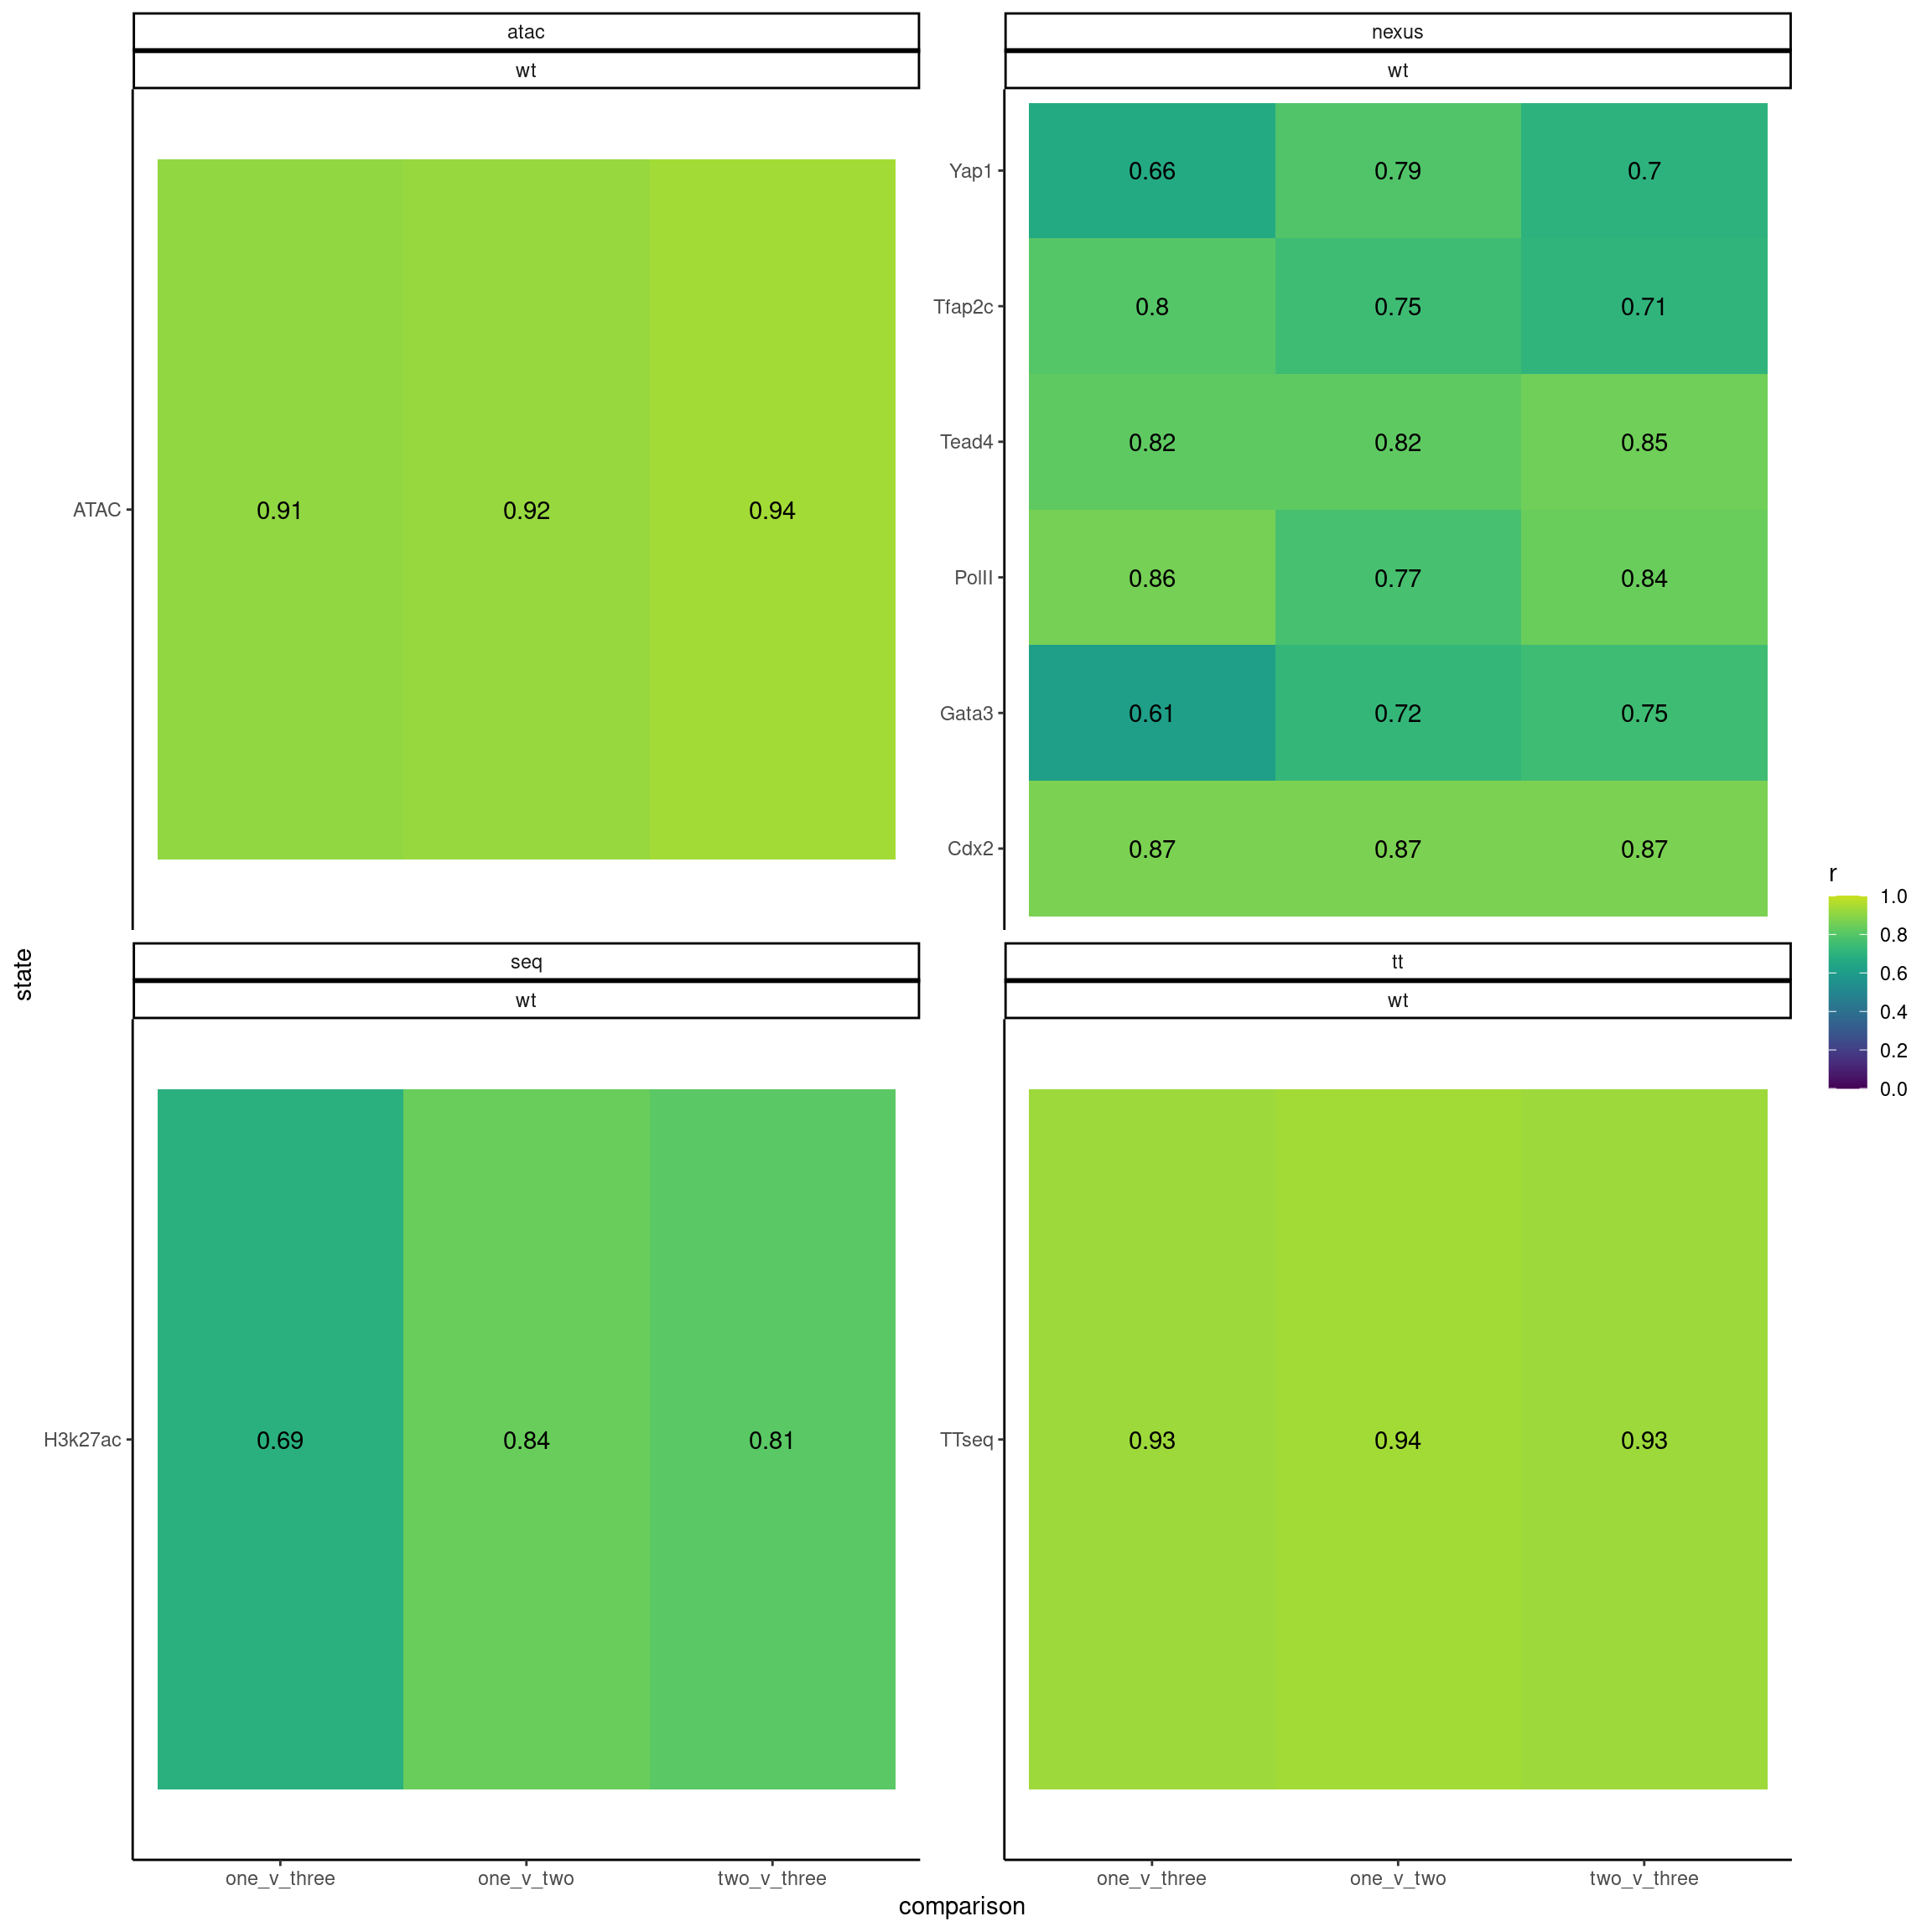 atac
wt
ATAC
0.91 0.92 0.94
nexus
wt
Yap1 0.66 0.79 0.7
Tfap2c 0.8 0.75 0.71
Tead4 0.82 0.82 0.85
PolII 0.86 0.77 0.84
Gata3 0.61 0.72 0.75
Cdx2 0.87 0.87 0.87
state
seq
wt
H3k27ac 0.69 0.84 0.81
one_v_three one_v_two two_v_three
tt
wt
TTseq 0.93 0.94 0.93
one_v_three one_v_two two_v_three
comparison
r
1.0
0.8
0.6
0.4
0.2
0.0